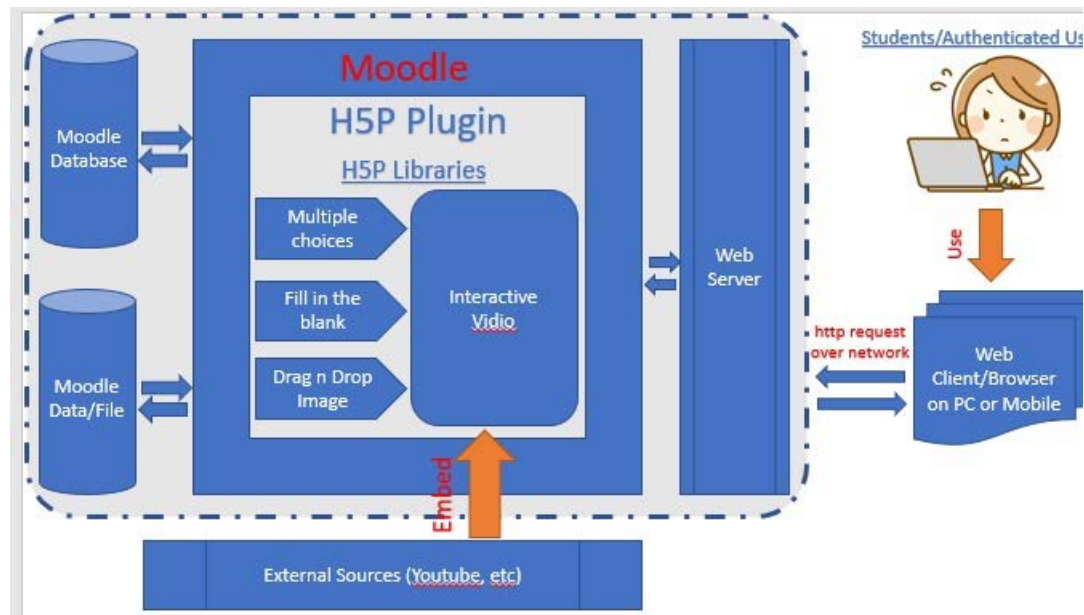 Students/Authenticated Us
Moodle
H5P Plugin
H5P Libraries
Moodle
Database
Multiple
choices
Fill in the
blank
Drag n Drop
Image
Interactive
Vidio
Web
Server
Moodle
Data/File
Use
http request
over network
Web
Client/Browser
on PC or Mobile
Embed
External Sources (Youtube, etc)